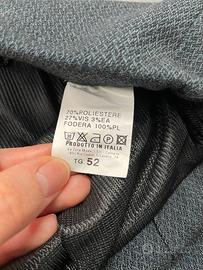 70%POLIESTERE
27%VIS 3%EA
FODERA 100%PL
PRODOTTO IN ITALIA
TG 52